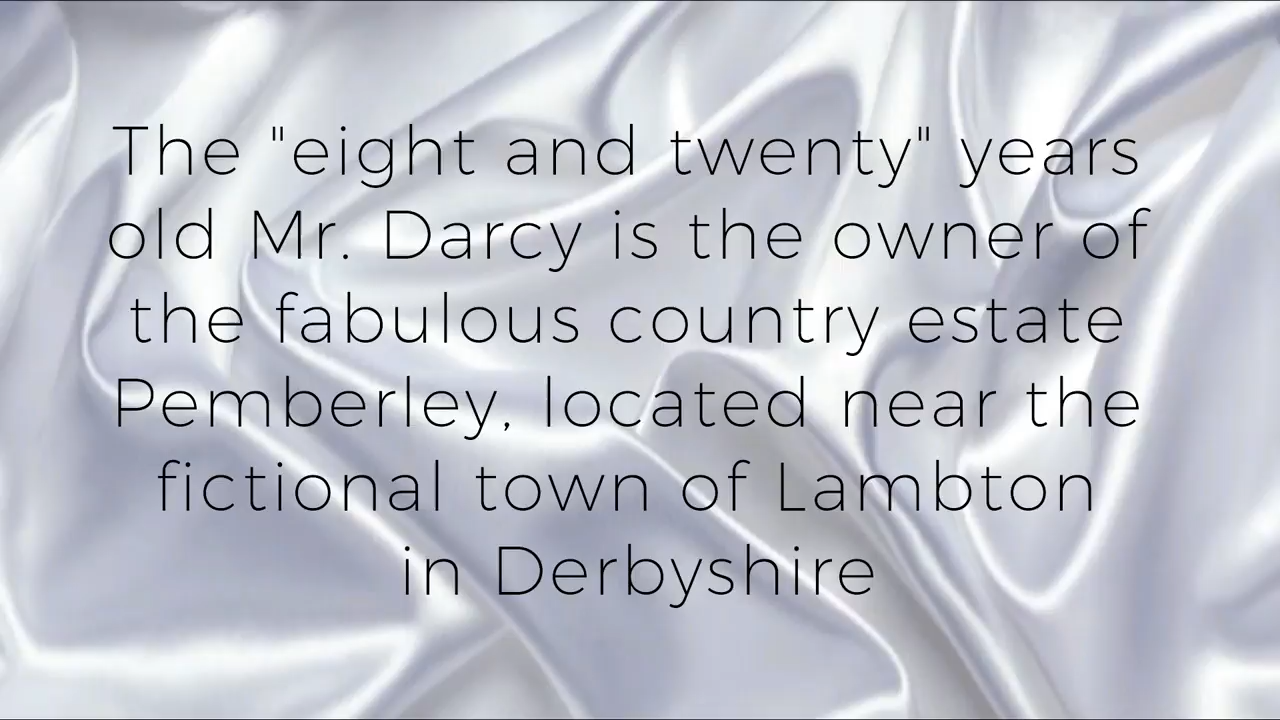 The "eight and twenty" years
old Mr. Darcy is the owner of
the fabulous country estate
Pemberley, located near the
fictional town of Lambton
in Derbyshire